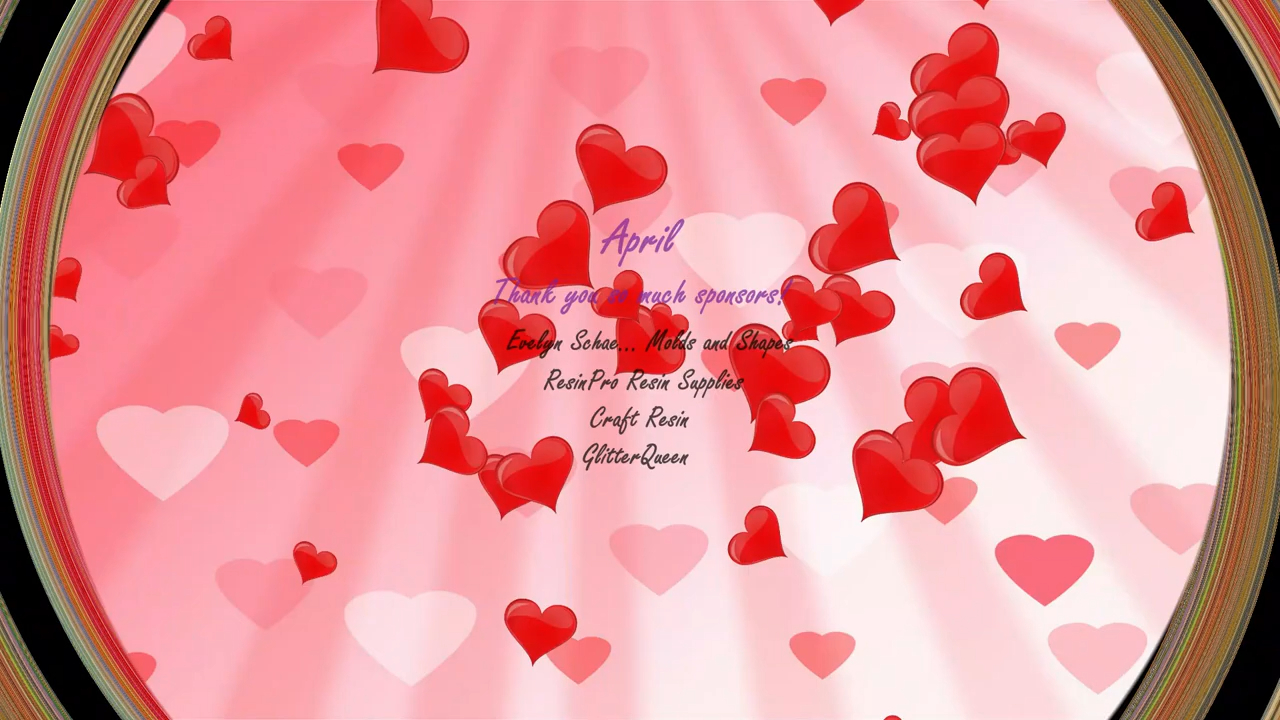 April
Thank you so much sponsors!
Evelyn Schae... Molds and Shapes
ResinPro Resin Supplies
Craft Resin
GlitterQueen